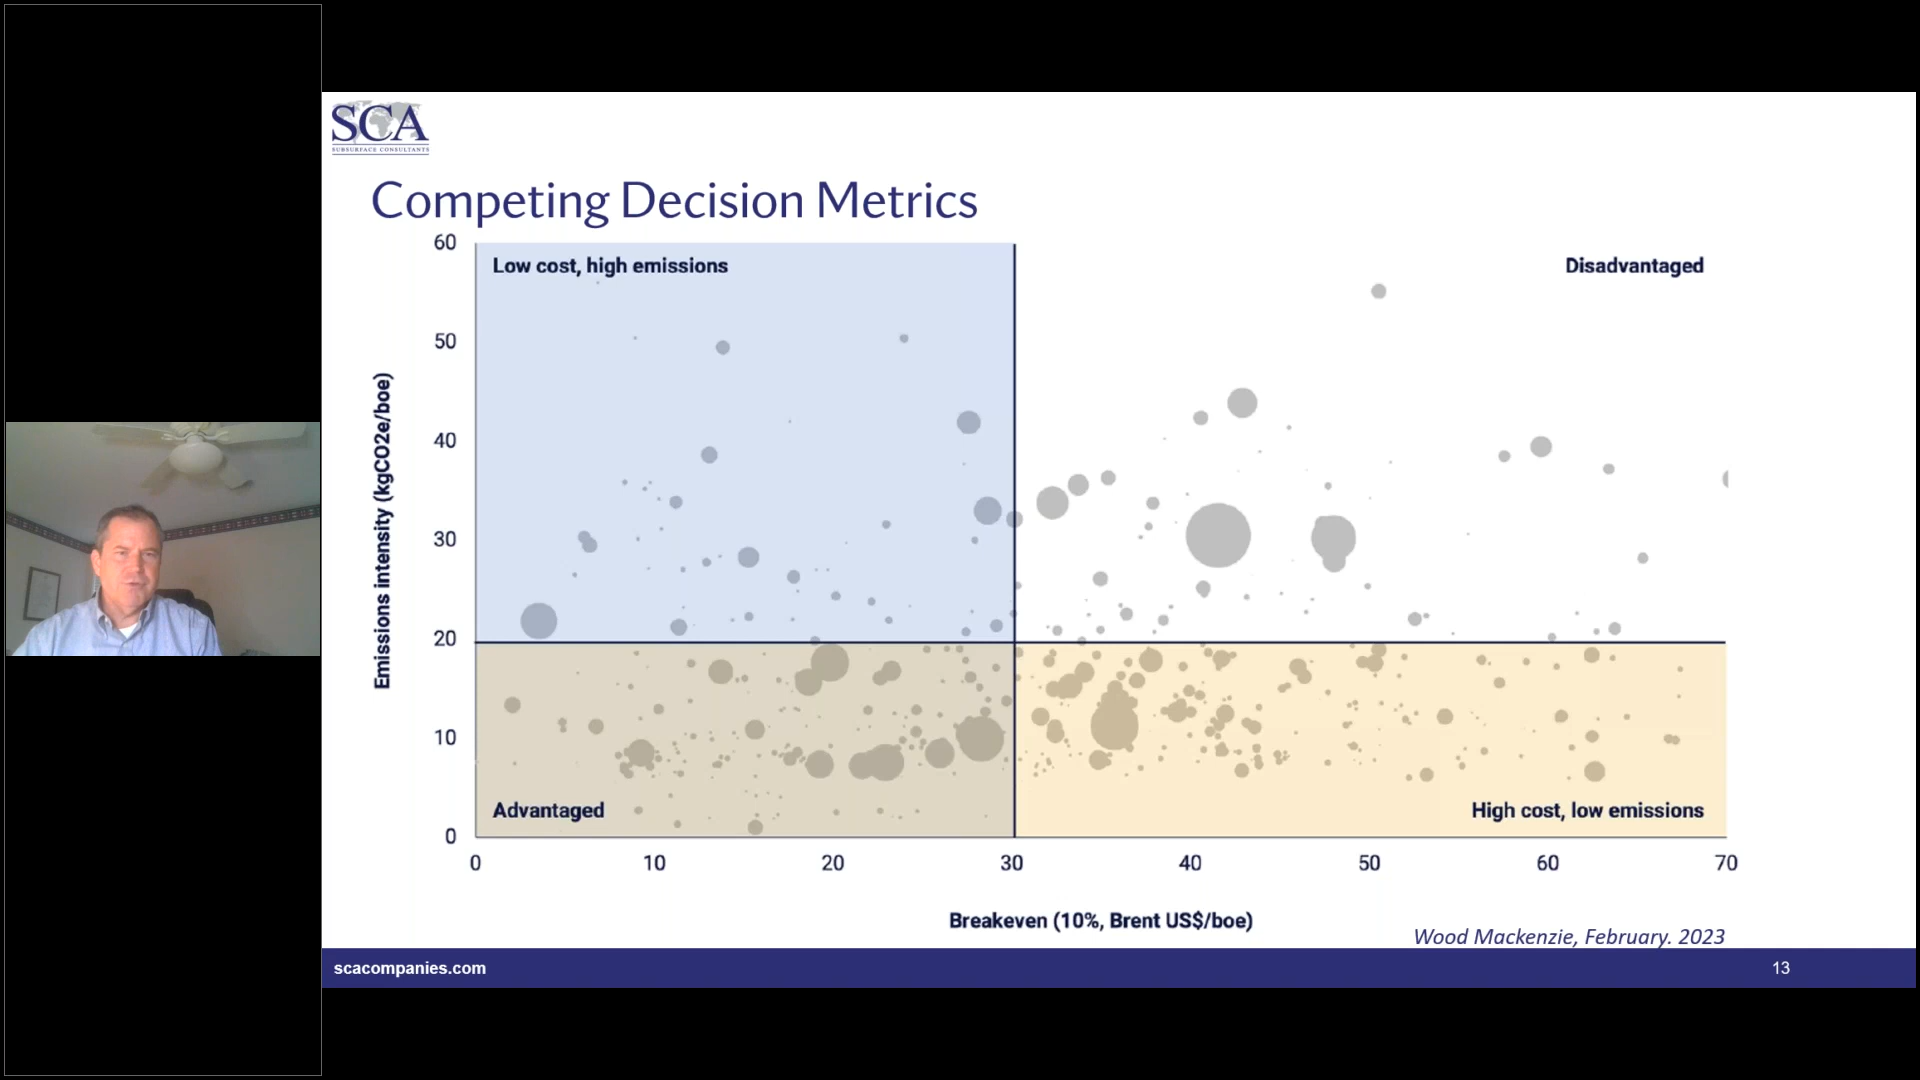 SCA
SUBSURFACE CONSULTANTS
Competing Decision Metrics
Low cost, high emissions
Disadvantaged
Advantaged
High cost, low emissions
Emissions intensity (kgCO2e/boe)
60
50
40
30
20
10
0
0 10 20 30 40 50 60 70
Breakeven (10%, Brent US$/boe)
Wood Mackenzie, February. 2023
scacompanies.com
13